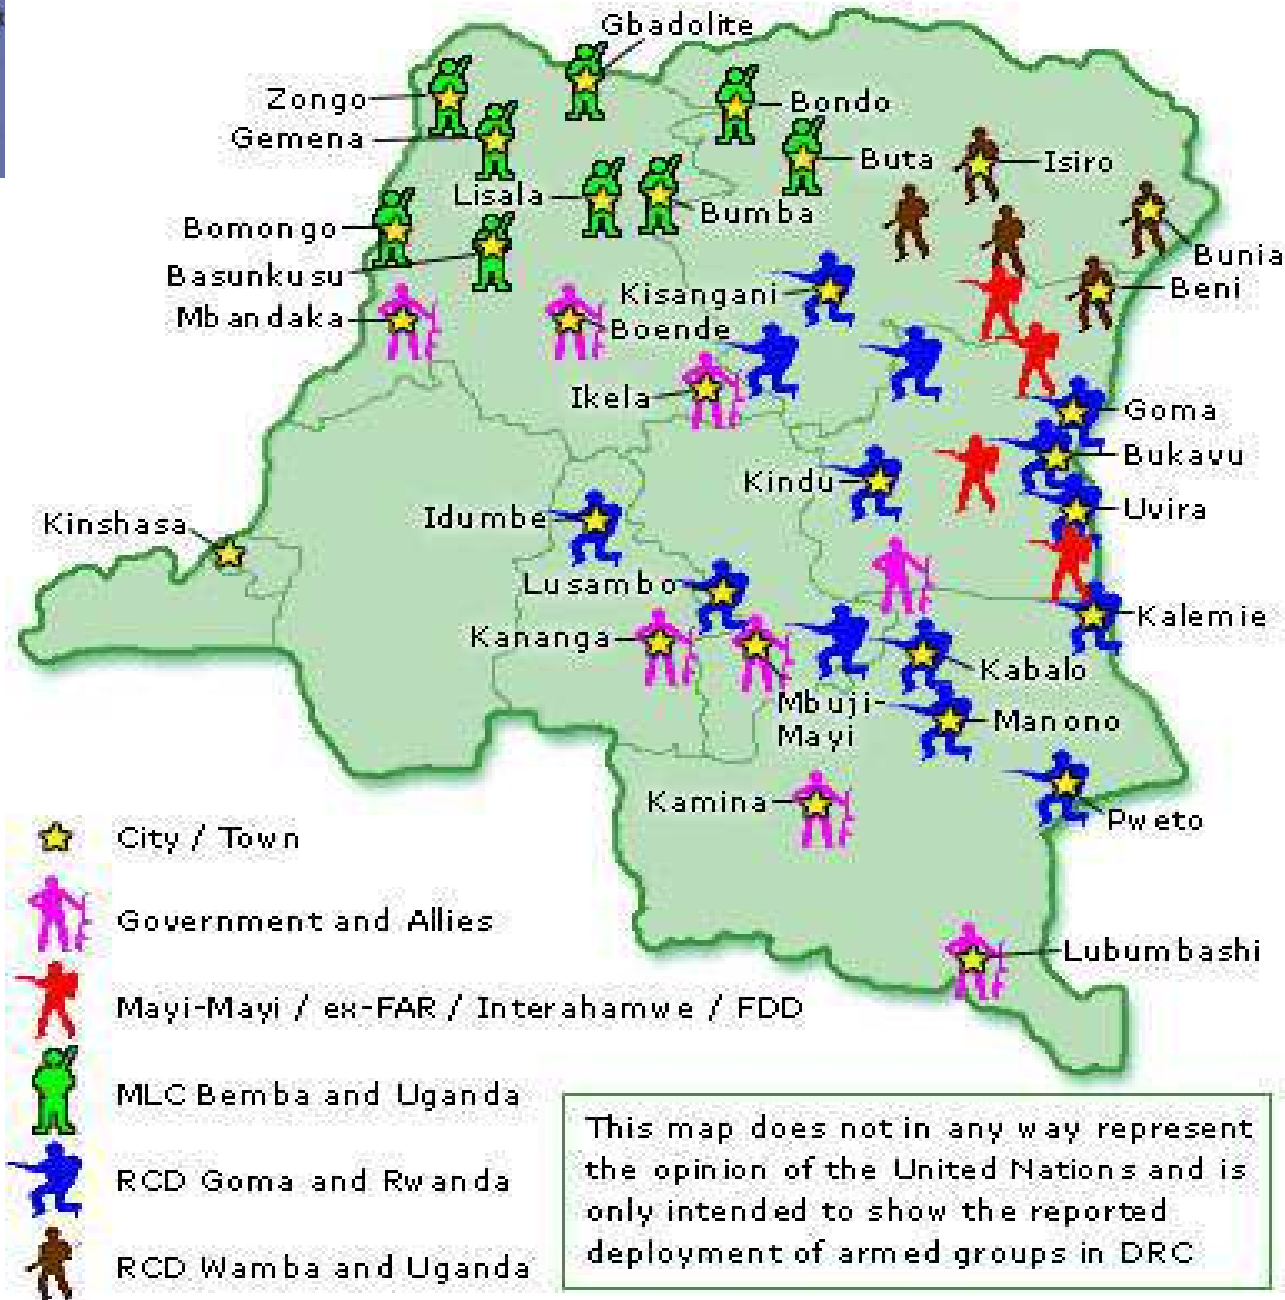 Gbadolite
Zongo
Bondo
Gemena
Buta
Isiro
Lisala
Bumba
Bomongo
Bunia
Basunkusu
Beni
Kisangani
Mbandaka
Boende
Ikela
Goma
Bukavu
Kindu
Uvira
Idumbe
Kinshasa
Lusambo
Kalemie
Kananga
Kabalo
Mbuji-
Mayi
Manono
Kamina
Pweto
City / Town
Government and Allies
Lubumbashi
Mayi-Mayi / ex-FAR / Interahamwe / FDD
MLC Bemba and Uganda
RCD Goma and Rwanda
RCD Wamba and Uganda
This map does not in any way represent
the opinion of the United Nations and is
only intended to show the reported
deployment of armed groups in DRC